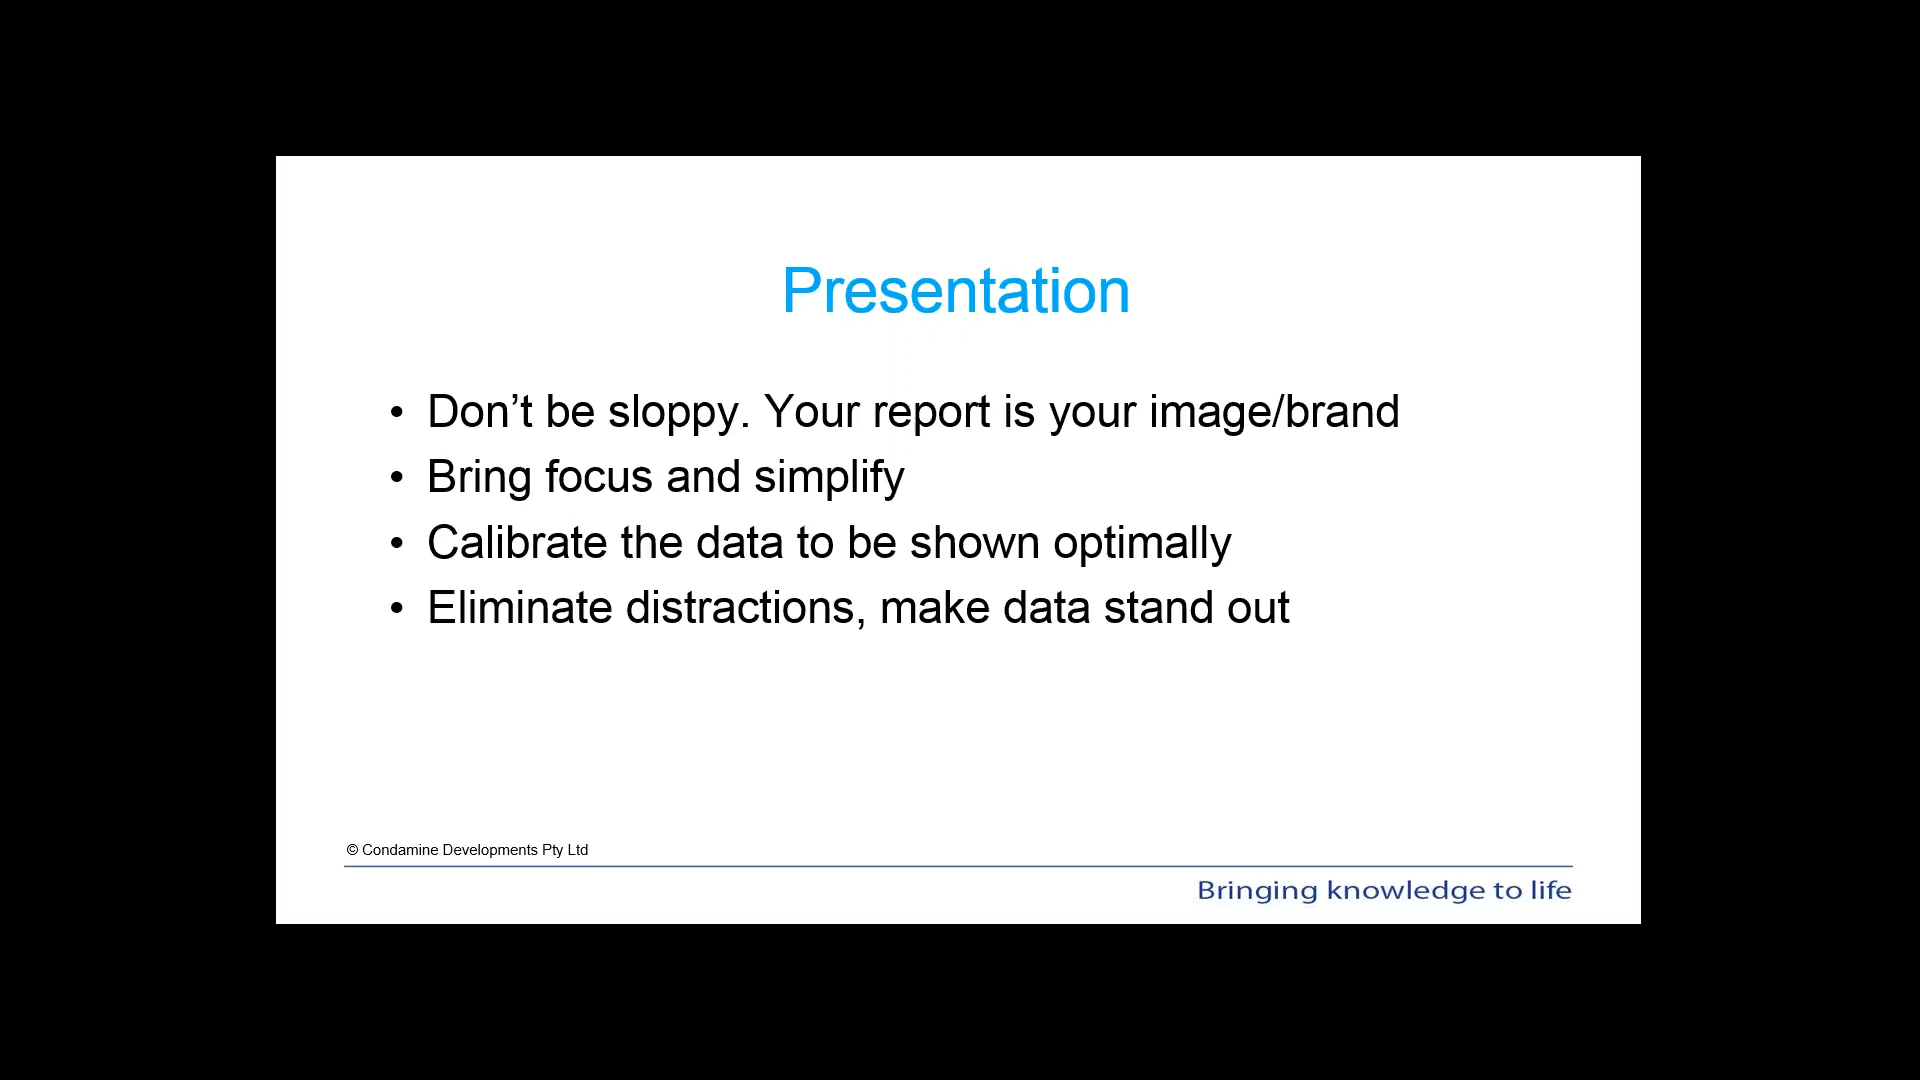 Presentation
• Don’t be sloppy. Your report is your image/brand
• Bring focus and simplify
• Calibrate the data to be shown optimally
• Eliminate distractions, make data stand out
© Condamine Developments Pty Ltd
Bringing knowledge to life